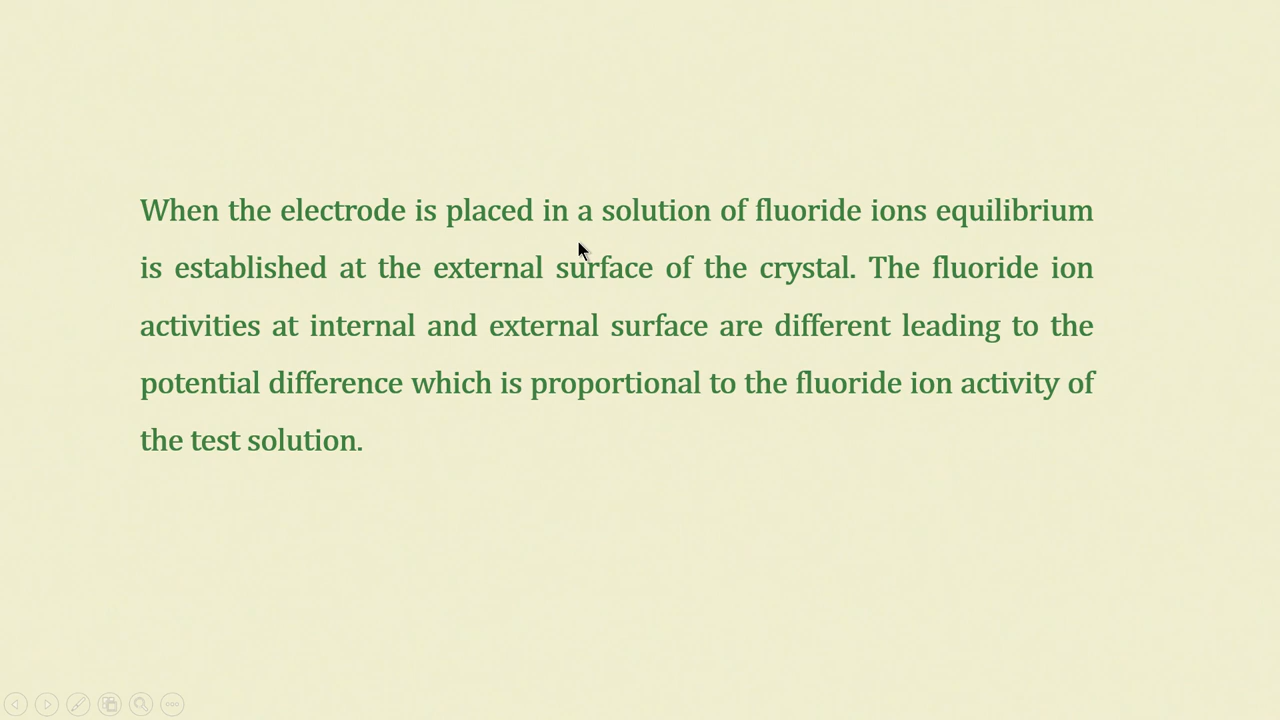 When the electrode is placed in a solution of fluoride ions equilibrium
is established at the external surface of the crystal. The fluoride ion
activities at internal and external surface are different leading to the
potential difference which is proportional to the fluoride ion activity of
the test solution.